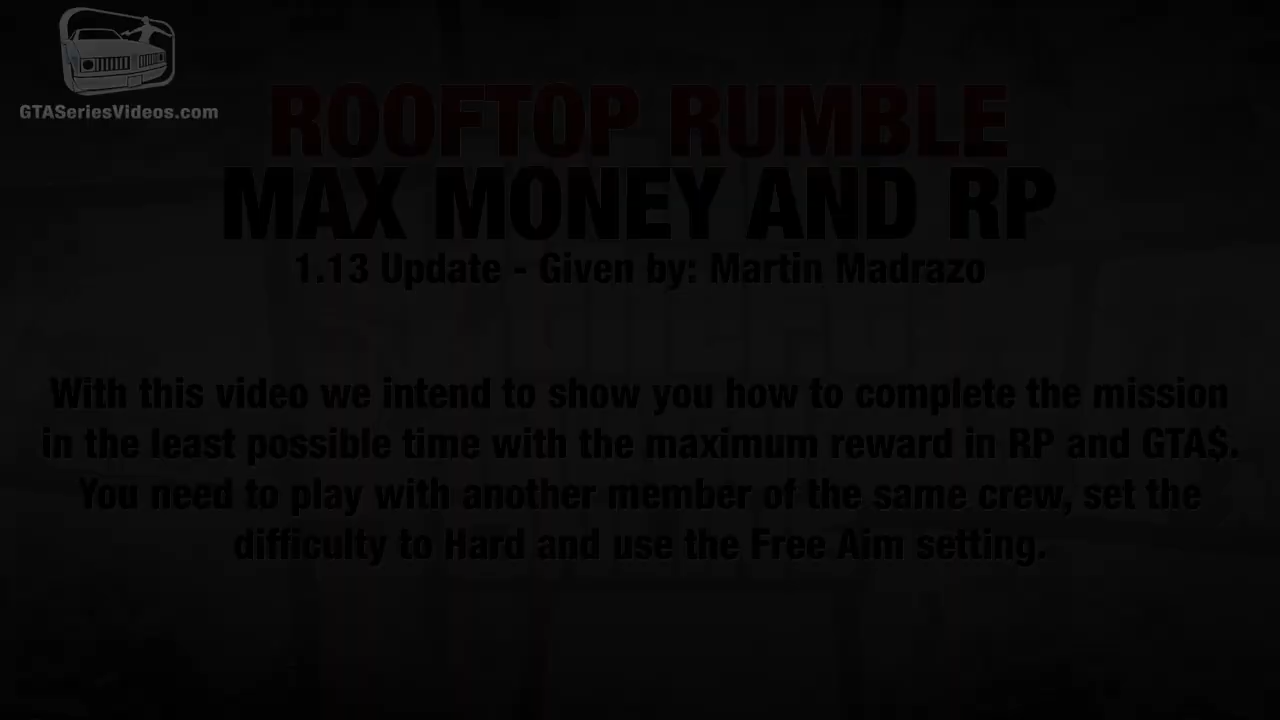 GTASeriesVideos.com
ROOFTOP RUMBLE
MAX MONEY AND RP
1.13 Update - Given by: Martin Madrazo
With this video we intend to show you how to complete the mission
in the least possible time with the maximum reward in RP and GTA$.
You need to play with another member of the same crew, set the
difficulty to Hard and use the Free Aim setting.